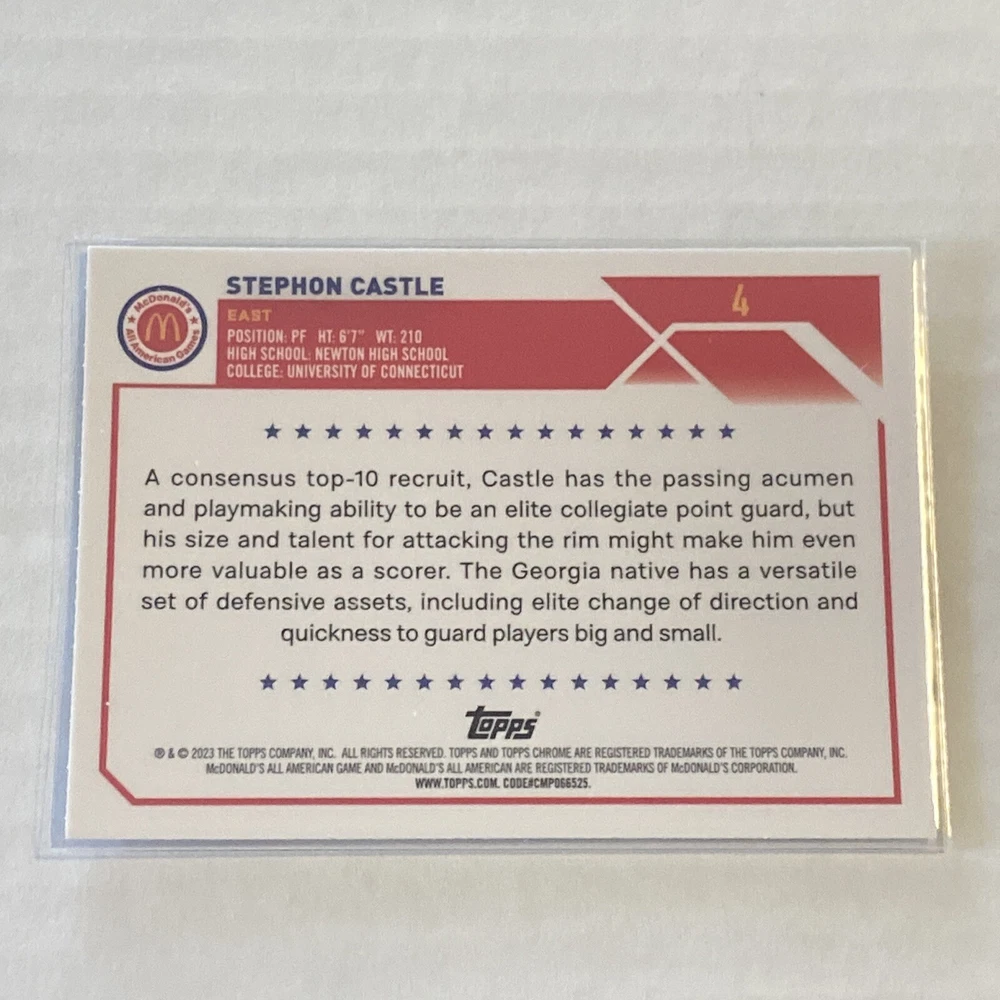 STEPHON CASTLE
4
McDonald's
All American Games
EAST
POSITION: PF HT: 6'7" WT: 210
HIGH SCHOOL: NEWTON HIGH SCHOOL
COLLEGE: UNIVERSITY OF CONNECTICUT
A consensus top-10 recruit, Castle has the passing acumen
and playmaking ability to be an elite collegiate point guard, but
his size and talent for attacking the rim might make him even
more valuable as a scorer. The Georgia native has a versatile
set of defensive assets, including elite change of direction and
quickness to guard players big and small.
topps®
® & © 2023 THE TOPPS COMPANY, INC. ALL RIGHTS RESERVED. TOPPS AND TOPPS CHROME ARE REGISTERED TRADEMARKS OF THE TOPPS COMPANY, INC.
McDONALD'S ALL AMERICAN GAME AND McDONALD'S ALL AMERICAN ARE REGISTERED TRADEMARKS OF McDONALD'S CORPORATION.
WWW.TOPPS.COM. CODE#CMP066525.